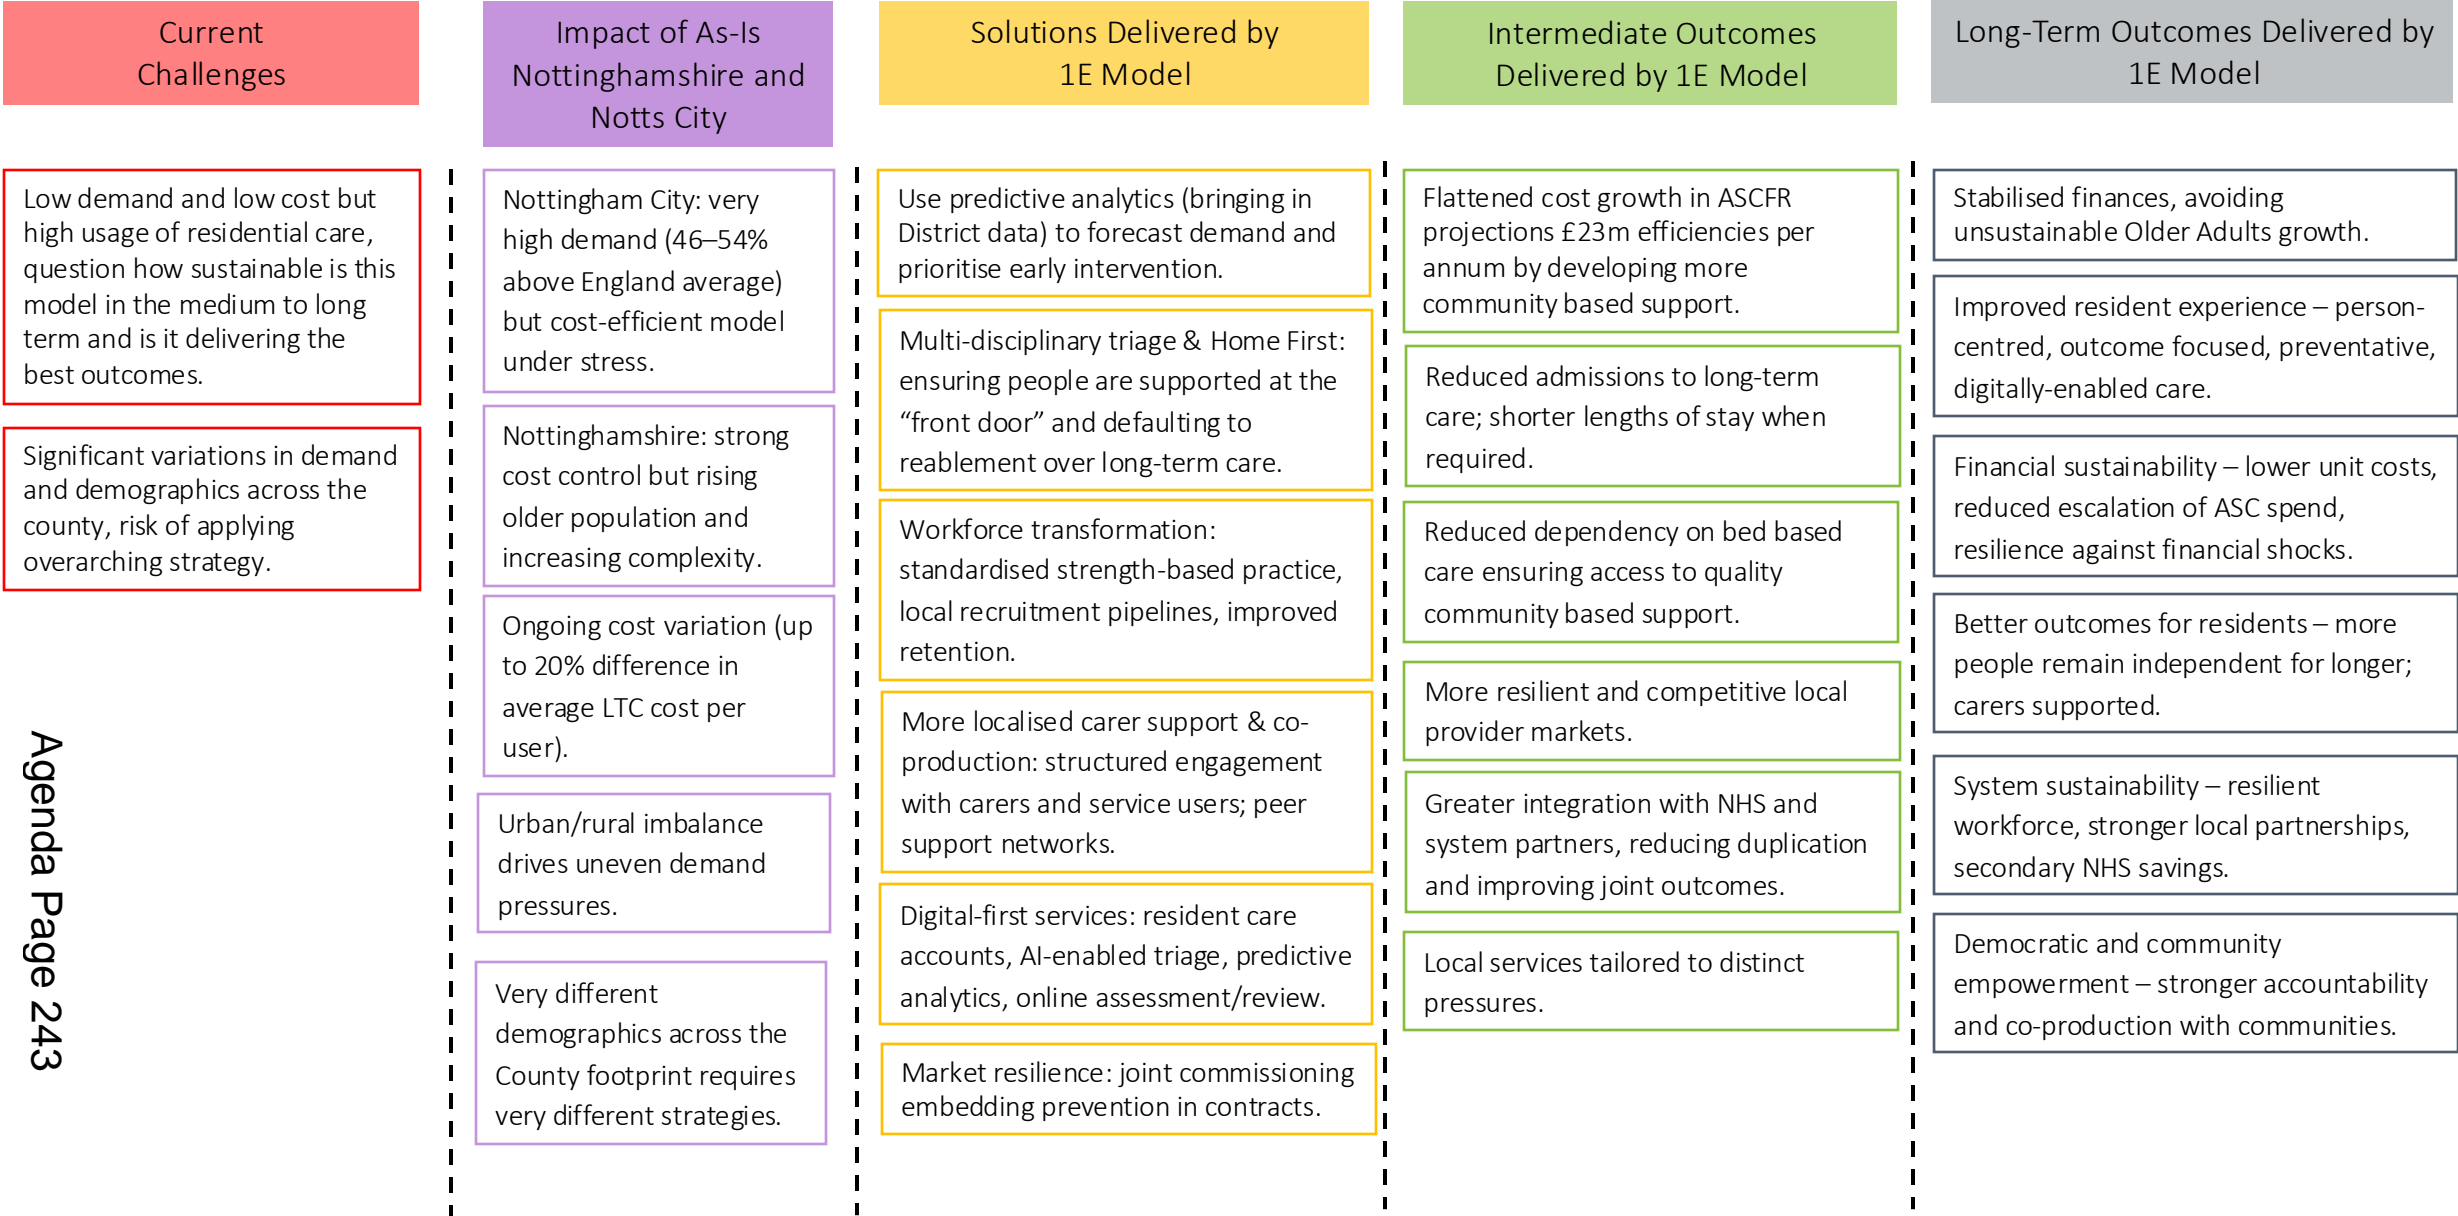 Current
Challenges
Low demand and low cost but
high usage of residential care,
question how sustainable is this
model in the medium to long
term and is it delivering the
best outcomes.
Significant variations in demand
and demographics across the
county, risk of applying
overarching strategy.
Agenda Page 243
Impact of As-Is
Nottinghamshire and
Notts City
Nottingham City: very
high demand (46–54%
above England average)
but cost-efficient model
under stress.
Nottinghamshire: strong
cost control but rising
older population and
increasing complexity.
Ongoing cost variation (up
to 20% difference in
average LTC cost per
user).
Urban/rural imbalance
drives uneven demand
pressures.
Very different
demographics across the
County footprint requires
very different strategies.
Solutions Delivered by
1E Model
Use predictive analytics (bringing in
District data) to forecast demand and
prioritise early intervention.
Multi-disciplinary triage & Home First:
ensuring people are supported at the
“front door” and defaulting to
reablement over long-term care.
Workforce transformation:
standardised strength-based practice,
local recruitment pipelines, improved
retention.
More localised carer support & co-
production: structured engagement
with carers and service users; peer
support networks.
Digital-first services: resident care
accounts, AI-enabled triage, predictive
analytics, online assessment/review.
Market resilience: joint commissioning
embedding prevention in contracts.
Intermediate Outcomes
Delivered by 1E Model
Flattened cost growth in ASCFR
projections £23m efficiencies per
annum by developing more
community based support.
Reduced admissions to long-term
care; shorter lengths of stay when
required.
Reduced dependency on bed based
care ensuring access to quality
community based support.
More resilient and competitive local
provider markets.
Greater integration with NHS and
system partners, reducing duplication
and improving joint outcomes.
Local services tailored to distinct
pressures.
Long-Term Outcomes Delivered by
1E Model
Stabilised finances, avoiding
unsustainable Older Adults growth.
Improved resident experience – person-
centred, outcome focused, preventative,
digitally-enabled care.
Financial sustainability – lower unit costs,
reduced escalation of ASC spend,
resilience against financial shocks.
Better outcomes for residents – more
people remain independent for longer;
carers supported.
System sustainability – resilient
workforce, stronger local partnerships,
secondary NHS savings.
Democratic and community
empowerment – stronger accountability
and co-production with communities.